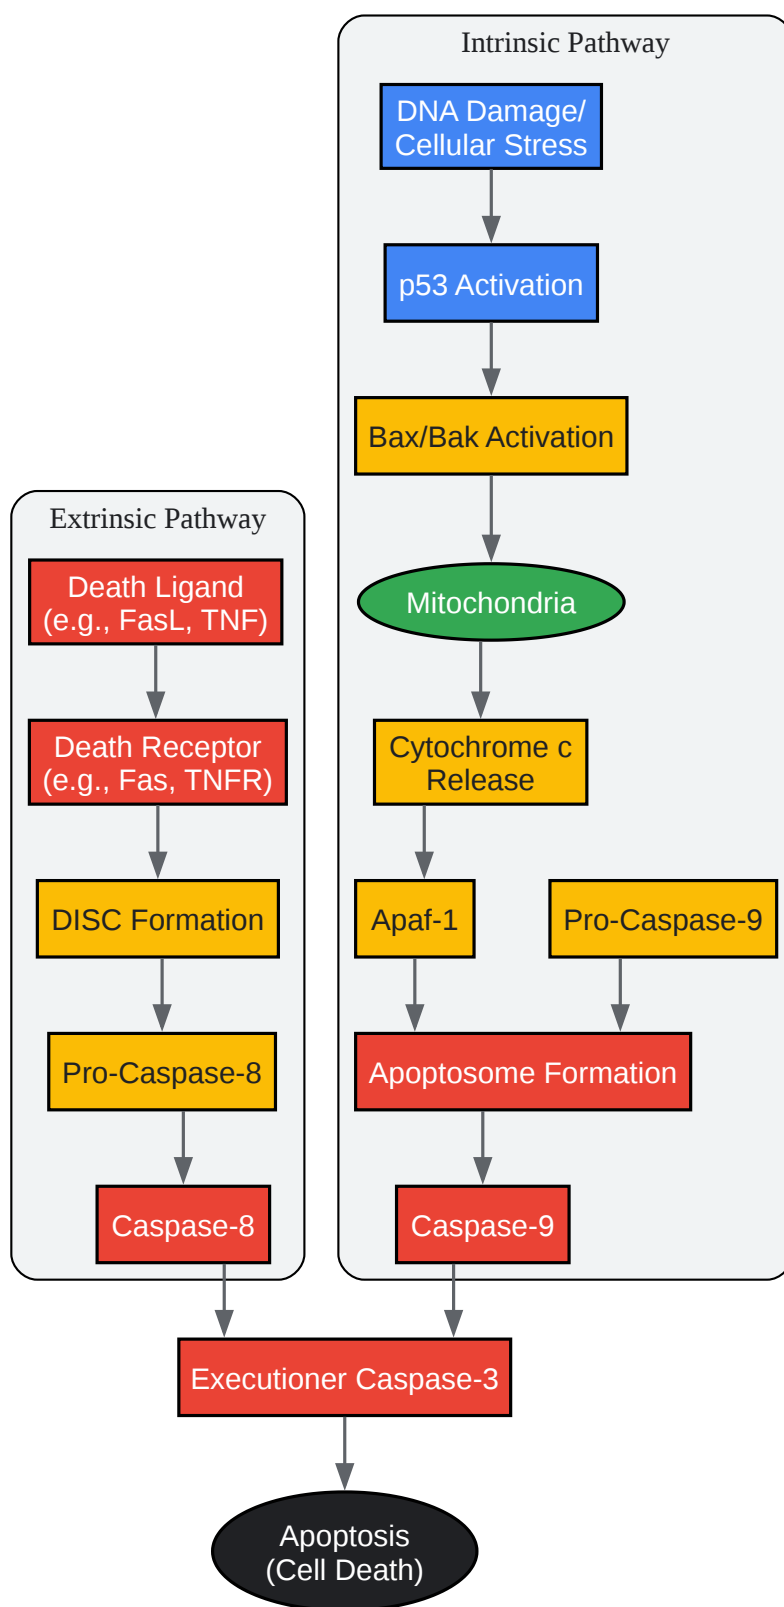 Intrinsic Pathway
DNA Damage/
Cellular Stress
p53 Activation
Bax/Bak Activation
Mitochondria
Cytochrome c
Release
Apaf-1
Pro-Caspase-9
Apoptosome Formation
Caspase-9
Extrinsic Pathway
Death Ligand
(e.g., FasL, TNF)
Death Receptor
(e.g., Fas, TNFR)
DISC Formation
Pro-Caspase-8
Caspase-8
Executioner Caspase-3
Apoptosis
(Cell Death)